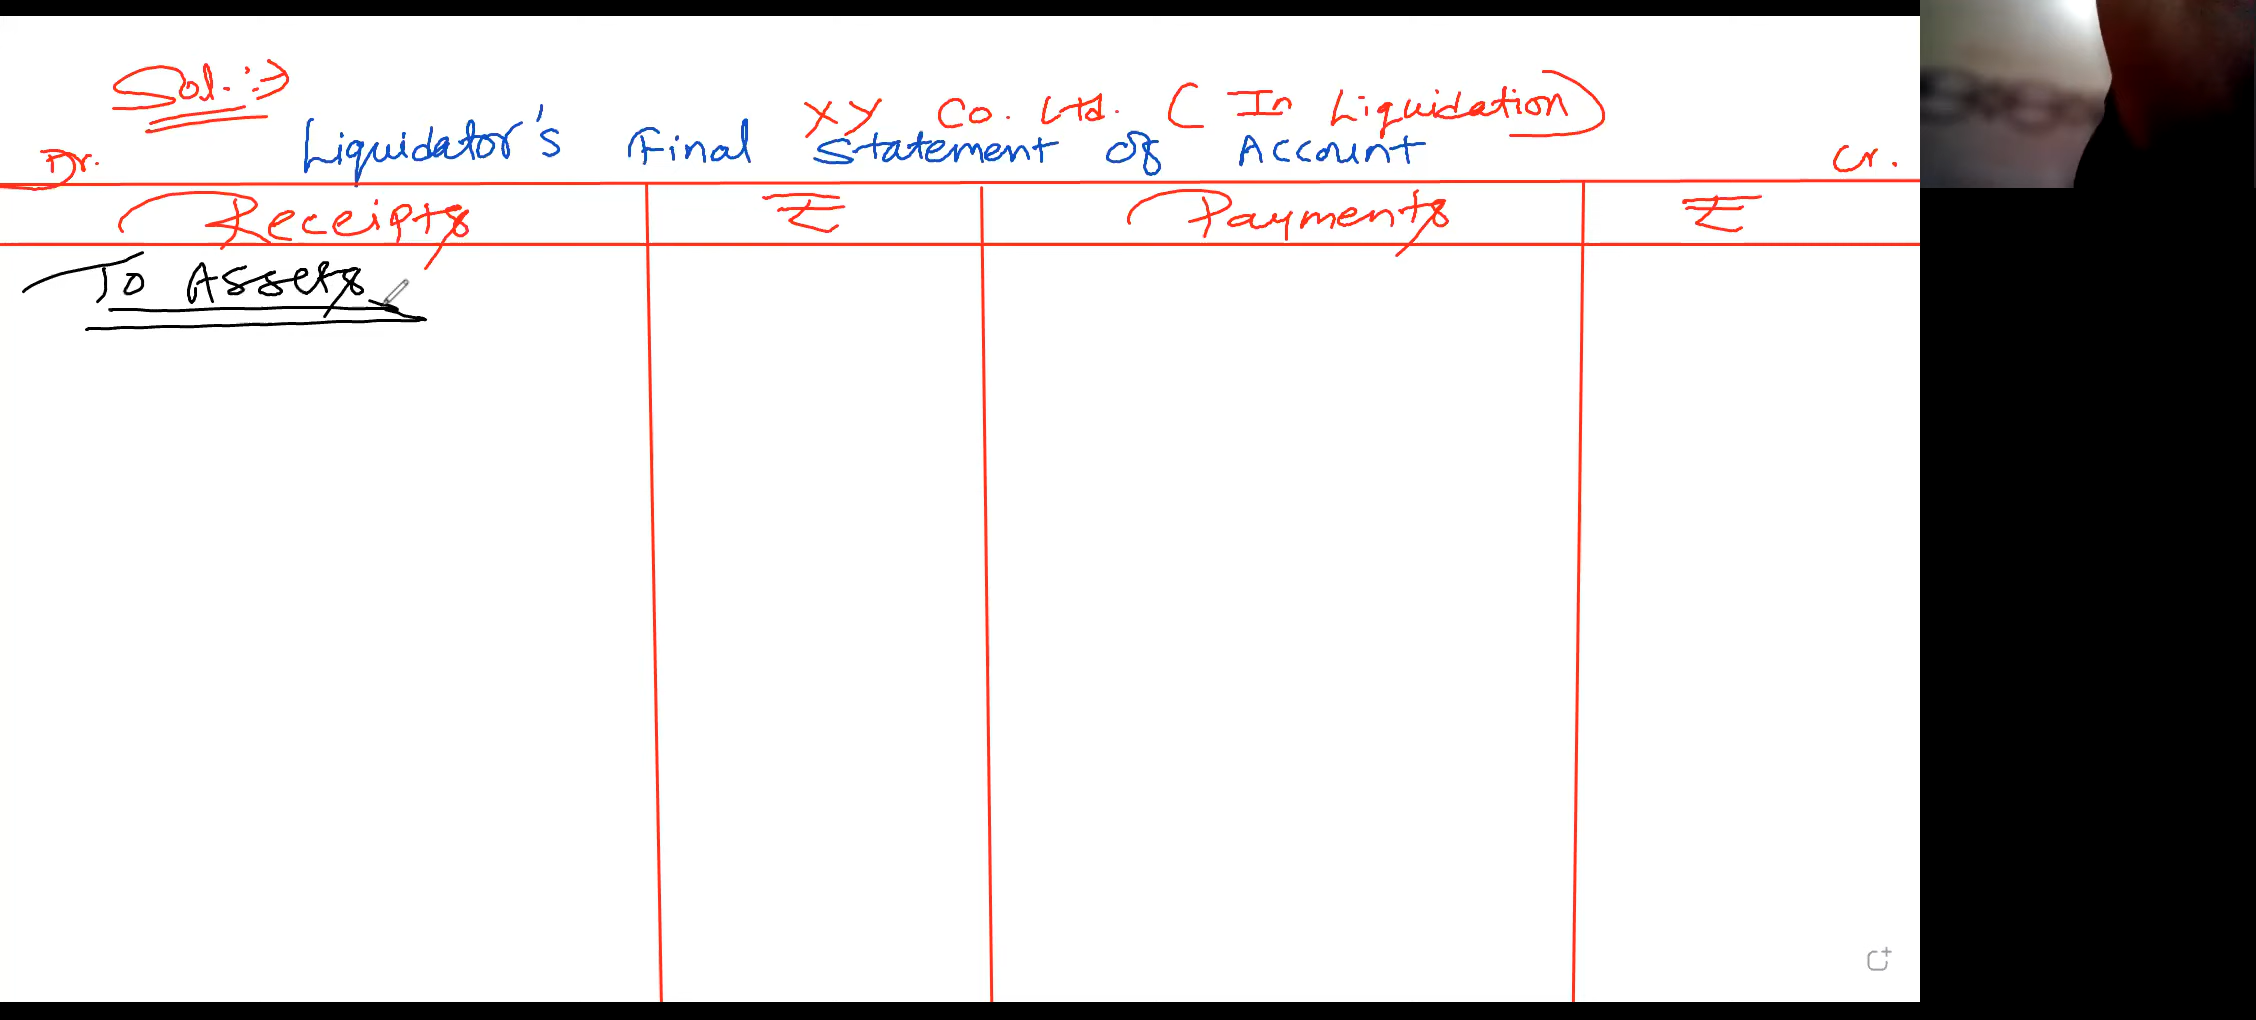 Sol. :→
XY Co. Ltd. (In Liquidation)
Dr. Liquidator's Final Statement of Account Cr.
Receipts ₹ Payments ₹
To Assets